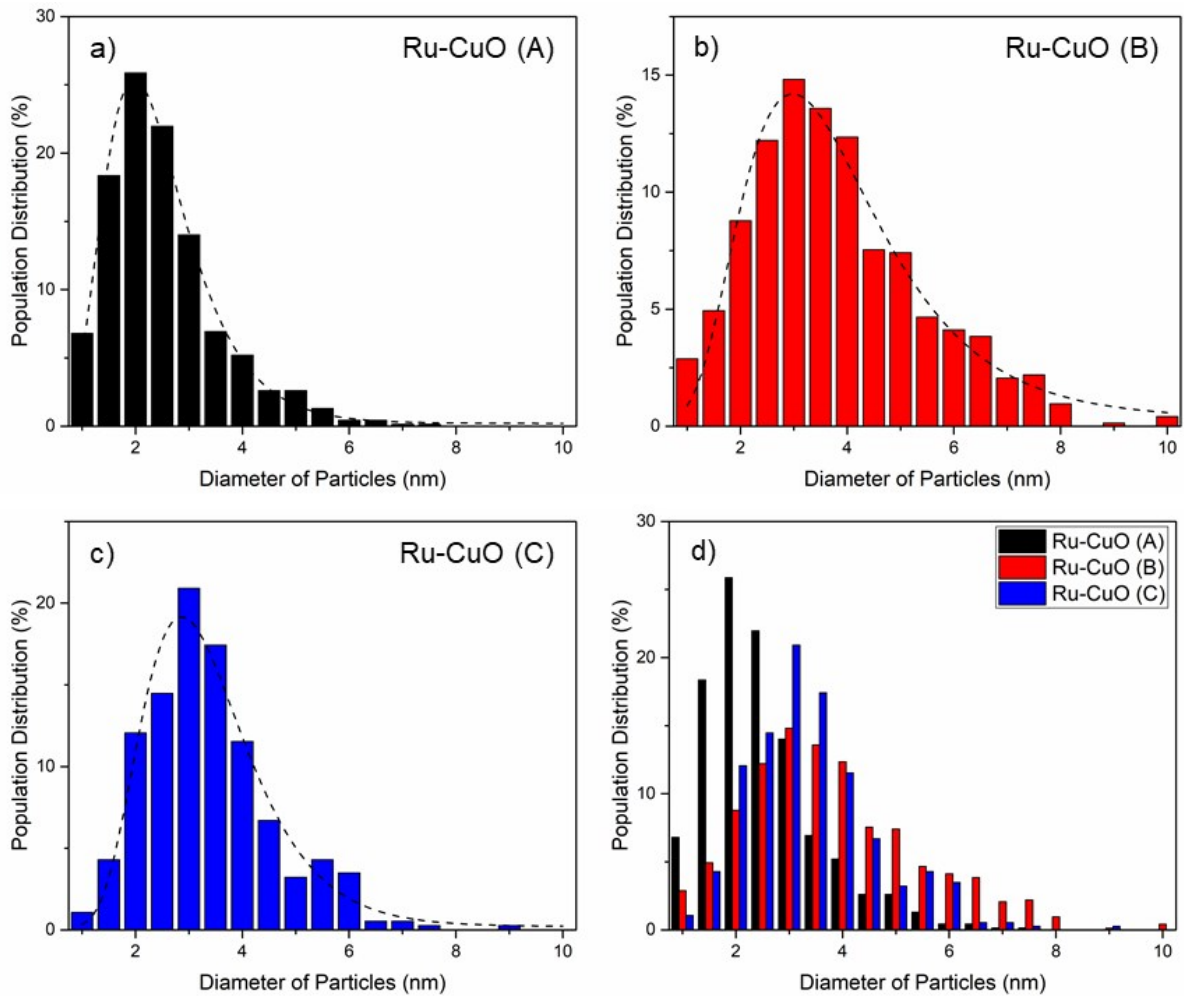 a)
Ru-CuO (A)
30
20
10
0
Population Distribution (%)
2 4 6 8 10
Diameter of Particles (nm)
b)
Ru-CuO (B)
15
10
5
0
Population Distribution (%)
2 4 6 8 10
Diameter of Particles (nm)
c)
Ru-CuO (C)
20
10
0
Population Distribution (%)
2 4 6 8 10
Diameter of Particles (nm)
d)
Ru-CuO (A)
Ru-CuO (B)
Ru-CuO (C)
30
20
10
0
Population Distribution (%)
2 4 6 8 10
Diameter of Particles (nm)